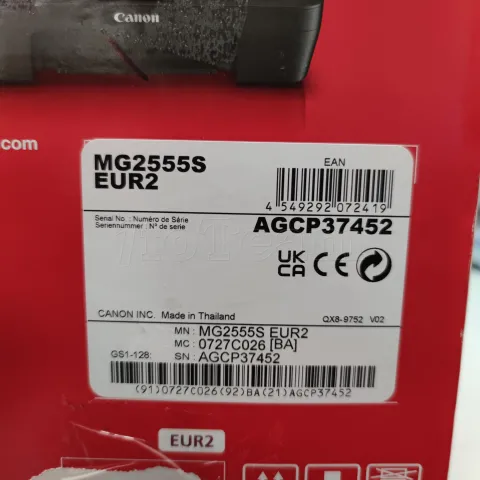 Canon
.com
MG2555S
EUR2
EAN
4 549292 072419
Serial No. : Numéro de Série
Seriennummer : N° de serie
AGCP37452
UK
CA CE
CANON INC. Made in Thailand
QX8-9752 V02
MN : MG2555S EUR2
MC : 0727C026 [BA]
GS1-128: SN : AGCP37452
(91)0727C026(92)BA(21)AGCP37452
EUR2